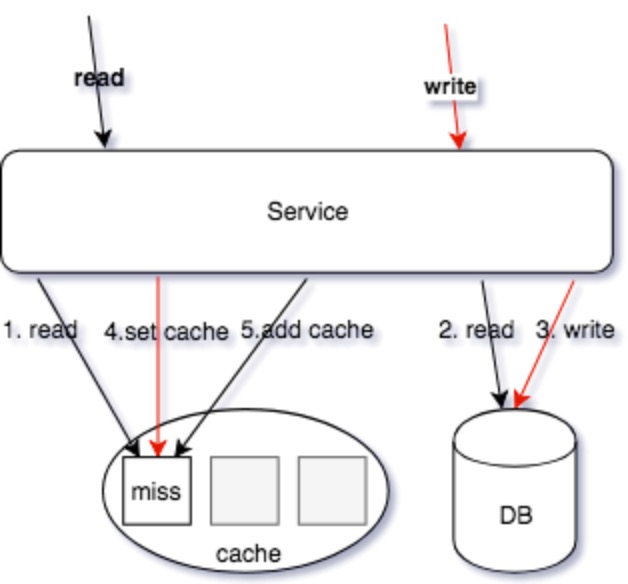 read
write
Service
1. read
4.set cache
5.add cache
2. read
3. write
miss
cache
DB